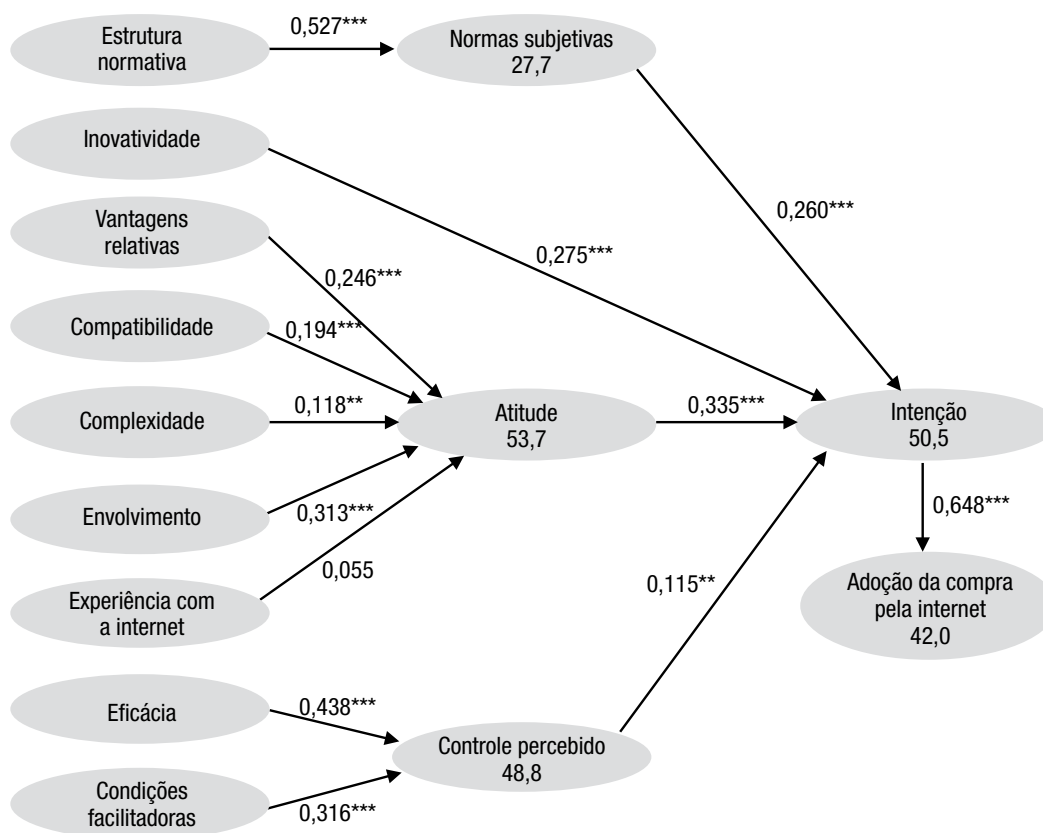 Estrutura
normativa
0,527***
Normas subjetivas
27,7
Inovatividade
0,260***
Vantagens
relativas
0,275***
0,246***
Compatibilidade
0,194***
Complexidade
0,118**
Atitude
53,7
0,335***
Intenção
50,5
Envolvimento
0,313***
0,648***
Experiência com
a internet
0,055
0,115**
Adoção da compra
pela internet
42,0
Eficácia
0,438***
Controle percebido
48,8
Condições
facilitadoras
0,316***